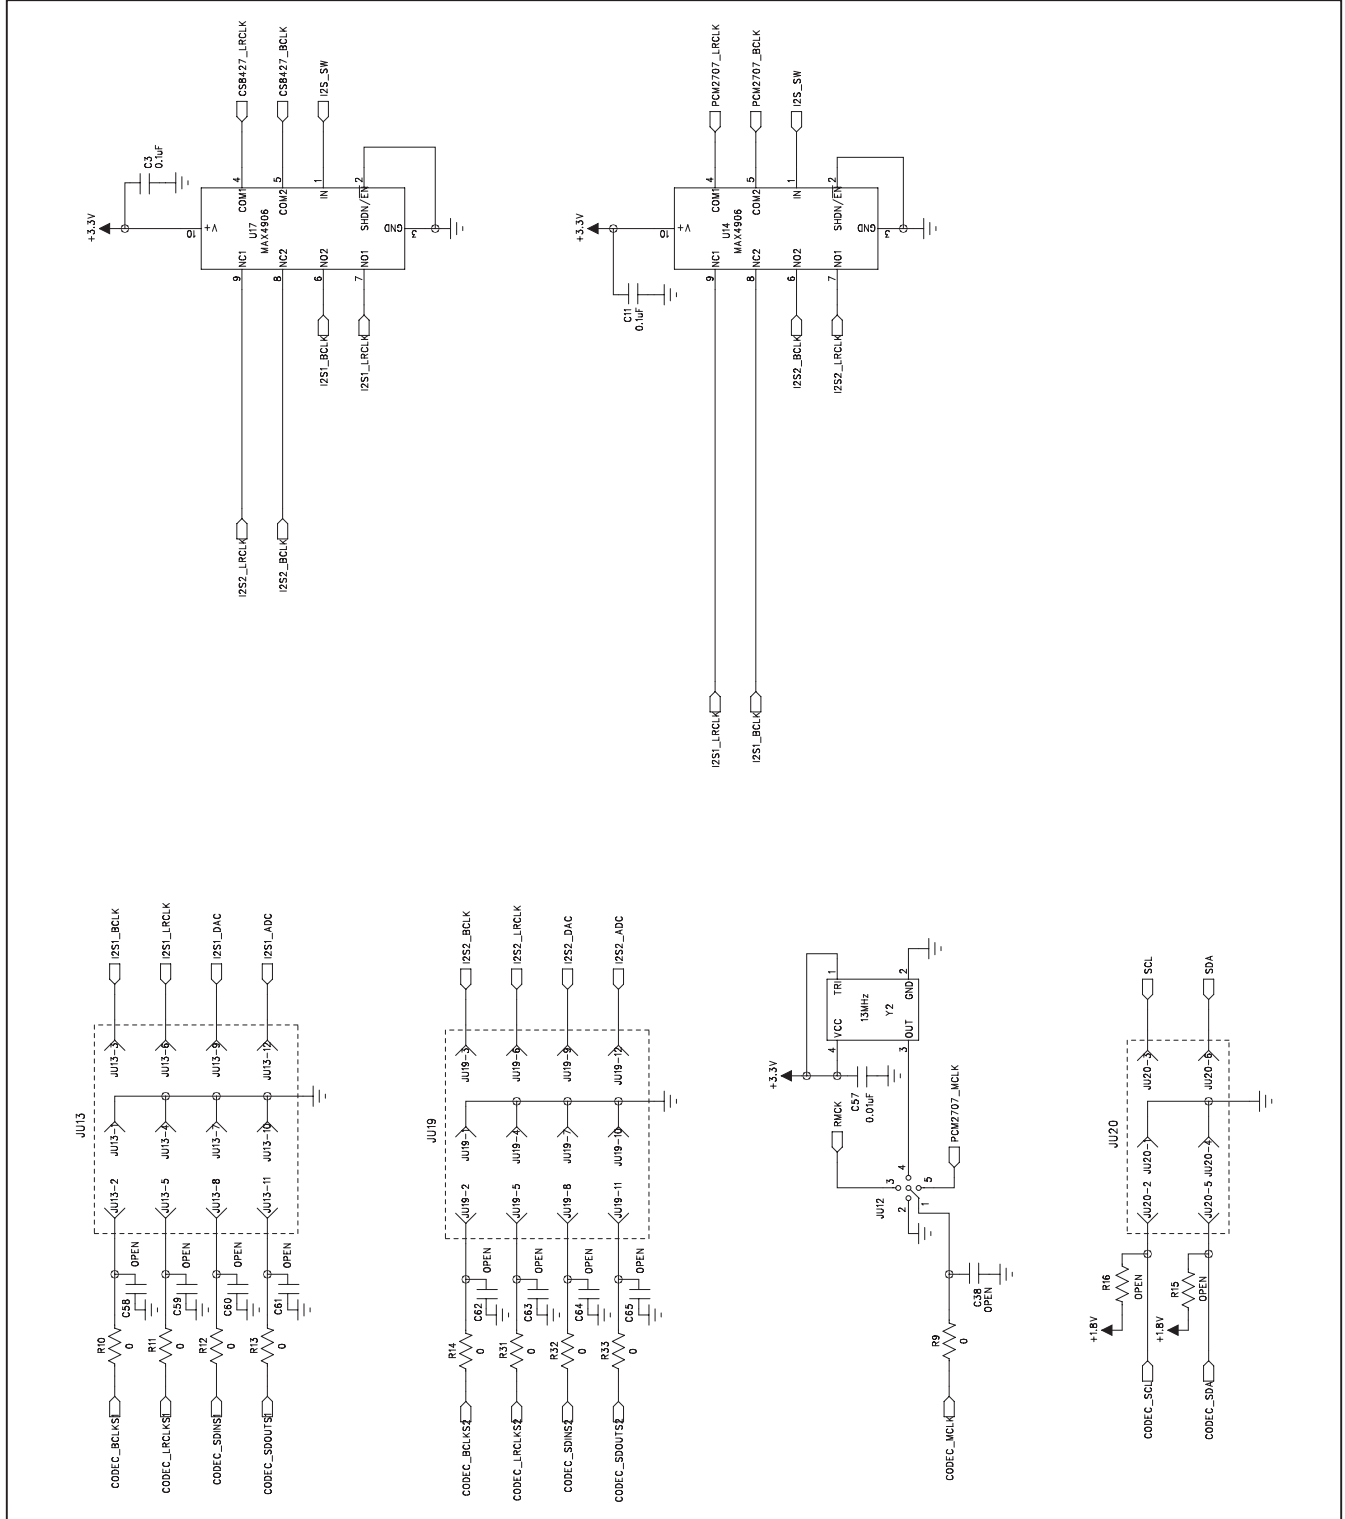 CSB427_LRCLK
CSB427_BCLK
I2S_SW
C3
0.1uF
+3.3V
10
V+
4
COM1
5
COM2
1
IN
2
SHDN/EN
U17
MAX4906
GND
3
NC1
9
NC2
8
NO2
6
NO1
7
I2S1_BCLK
I2S1_LRCLK
I2S2_LRCLK
I2S2_BCLK
PCM2707_LRCLK
PCM2707_BCLK
I2S_SW
+3.3V
10
V+
4
COM1
5
COM2
1
IN
2
SHDN/EN
U14
MAX4906
GND
3
NC1
9
NC2
8
NO2
6
NO1
7
C11
0.1uF
I2S2_BCLK
I2S2_LRCLK
I2S1_LRCLK
I2S1_BCLK
I2S1_BCLK
I2S1_LRCLK
I2S1_DAC
I2S1_ADC
JU13
JU13-3
JU13-6
JU13-9
JU13-12
JU13-1
JU13-4
JU13-7
JU13-10
JU13-2
JU13-5
JU13-8
JU13-11
OPEN
OPEN
OPEN
OPEN
C58
C59
C60
C61
R10
0
R11
0
R12
0
R13
0
CODEC_BCLKS1
CODEC_LRCLKS1
CODEC_SDINS1
CODEC_SDOUTS1
I2S2_BCLK
I2S2_LRCLK
I2S2_DAC
I2S2_ADC
JU19
JU19-3
JU19-6
JU19-9
JU19-12
JU19-1
JU19-4
JU19-7
JU19-10
JU19-2
JU19-5
JU19-8
JU19-11
OPEN
OPEN
OPEN
OPEN
C62
C63
C64
C65
R14
0
R31
0
R32
0
R33
0
CODEC_BCLKS2
CODEC_LRCLKS2
CODEC_SDINS2
CODEC_SDOUTS2
1
TRI
2
GND
13MHz
Y2
VCC
4
OUT
3
+3.3V
C57
0.01uF
RMCK
PCM2707_MCLK
JU12
3
4
5
2
1
C38
OPEN
R9
0
CODEC_MCLK
SCL
SDA
JU20
JU20-3
JU20-6
JU20-1
JU20-4
JU20-2
JU20-5
R16
OPEN
R15
OPEN
+1.8V
+1.8V
CODEC_SCL
CODEC_SDA